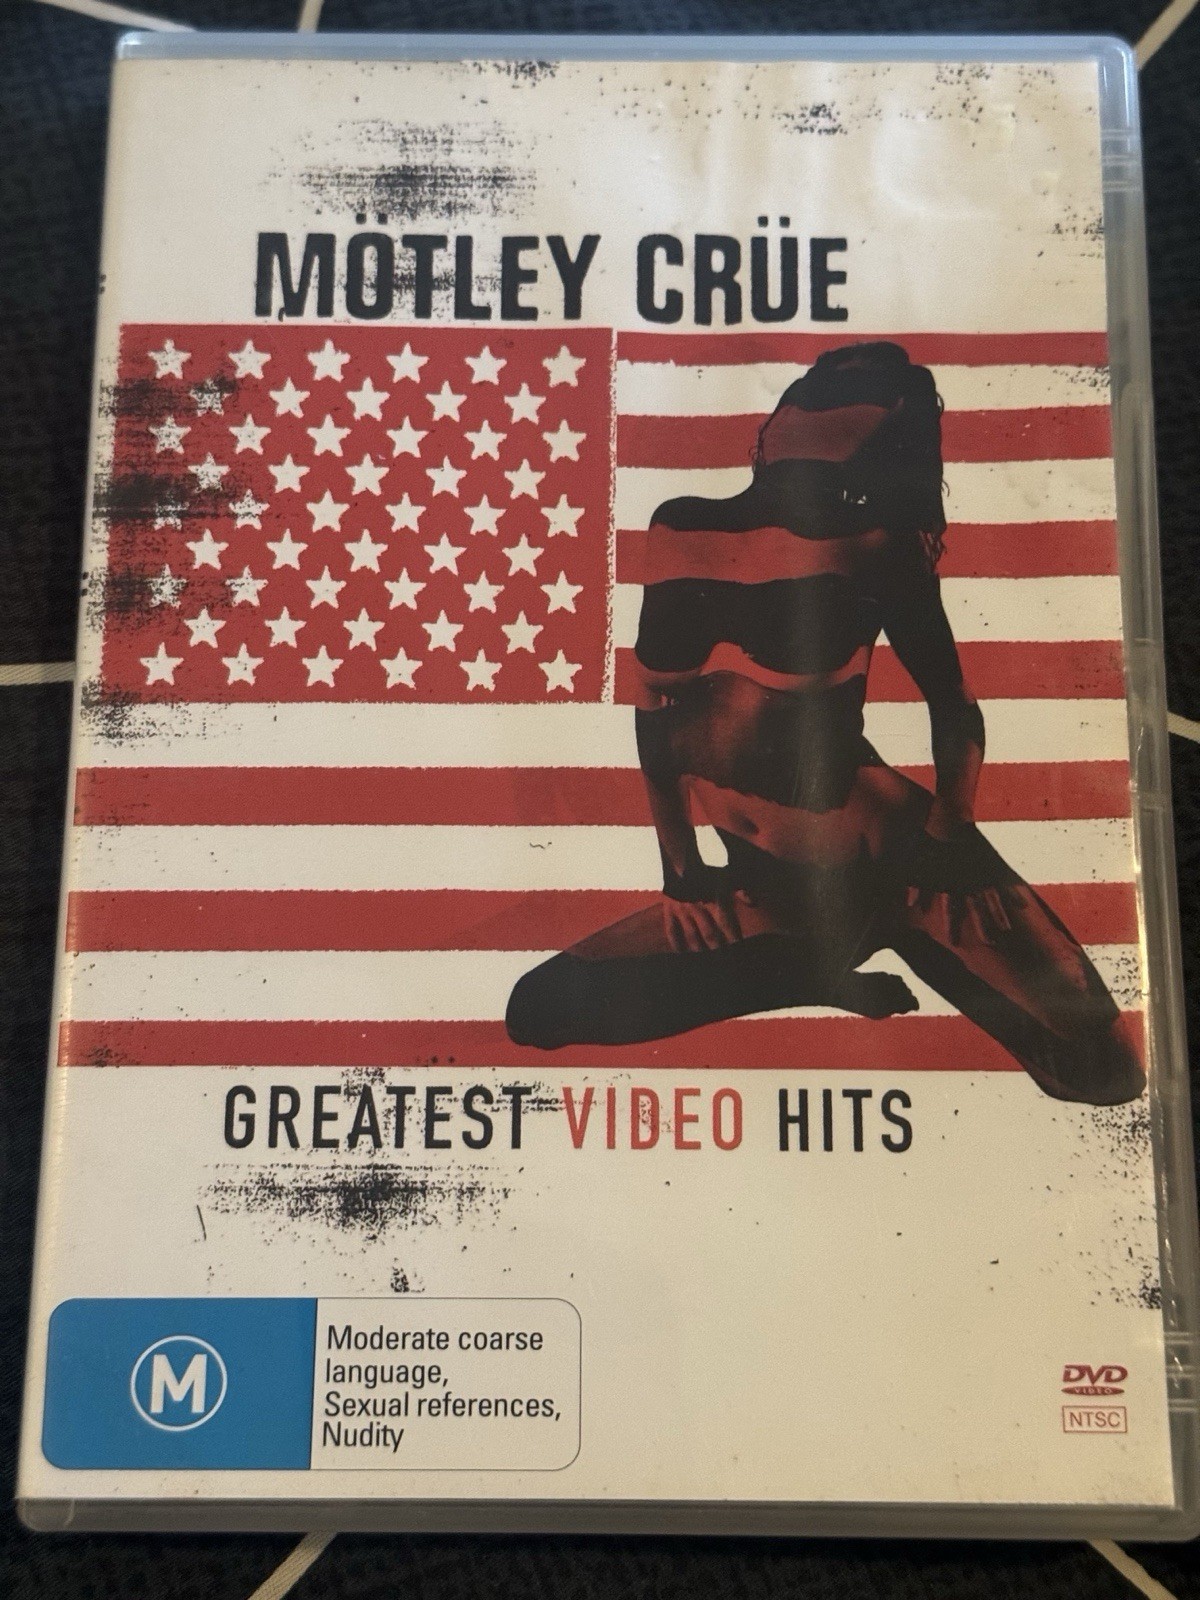 MÖTLEY CRÜE
GREATEST VIDEO HITS
M
Moderate coarse
language,
Sexual references,
Nudity
DVD
VIDEO
NTSC